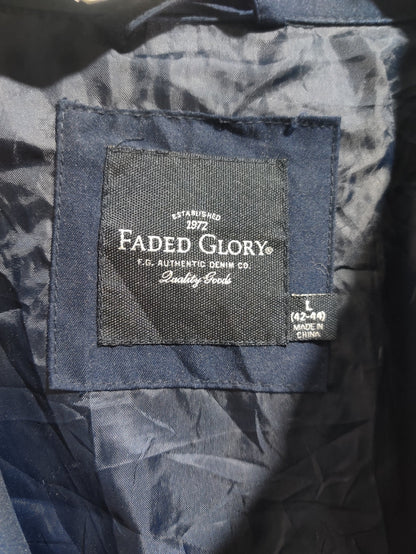 ESTABLISHED
1972
FADED GLORY®
F.G. AUTHENTIC DENIM CO.
Quality Goods
L
(42-44)
MADE IN
CHINA